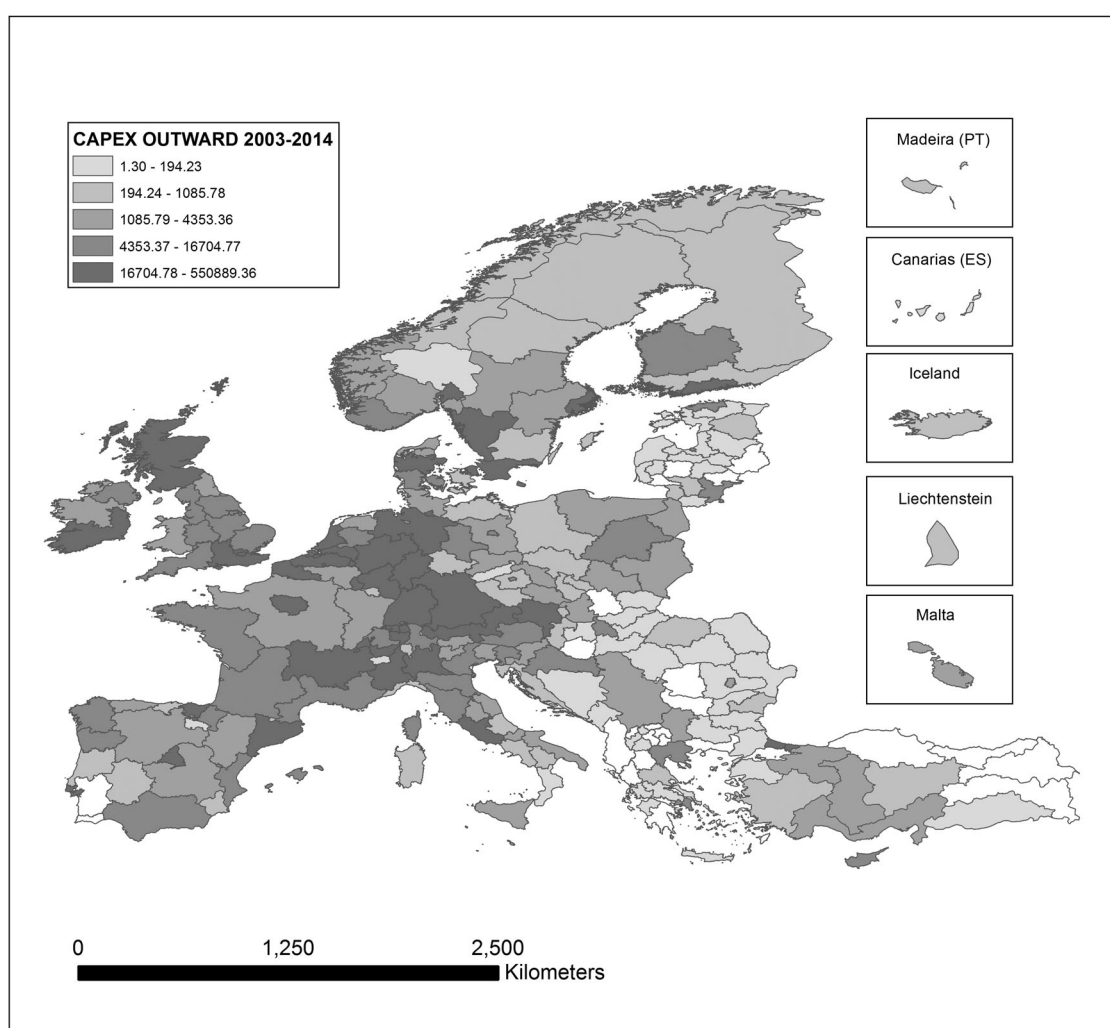 CAPEX OUTWARD 2003-2014
1.30 - 194.23
194.24 - 1085.78
1085.79 - 4353.36
4353.37 - 16704.77
16704.78 - 550889.36
Madeira (PT)
Canarias (ES)
Iceland
Liechtenstein
Malta
0 1,250 2,500
Kilometers